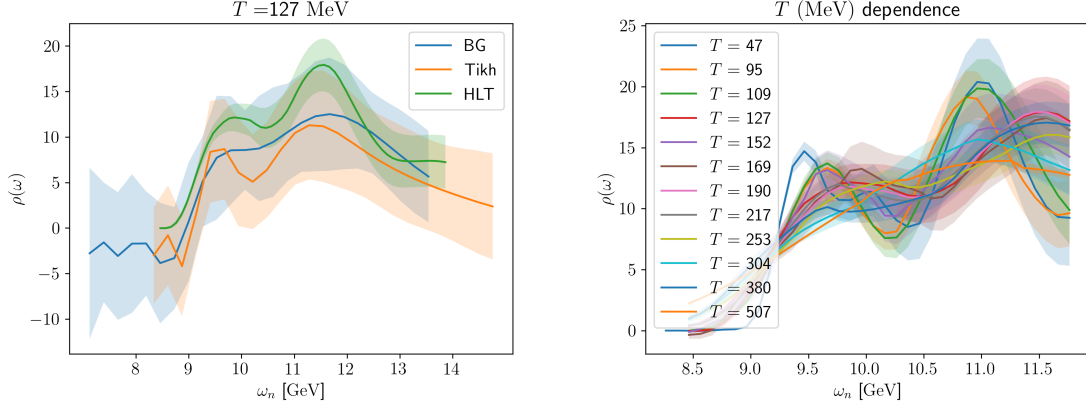 T = 127 MeV
ρ(ω)
20
15
10
5
0
−5
−10
8 9 10 11 12 13 14
ω_n [GeV]
BG
Tikh
HLT
T (MeV) dependence
ρ(ω)
25
20
15
10
5
0
8.5 9.0 9.5 10.0 10.5 11.0 11.5
ω_n [GeV]
T = 47
T = 95
T = 109
T = 127
T = 152
T = 169
T = 190
T = 217
T = 253
T = 304
T = 380
T = 507